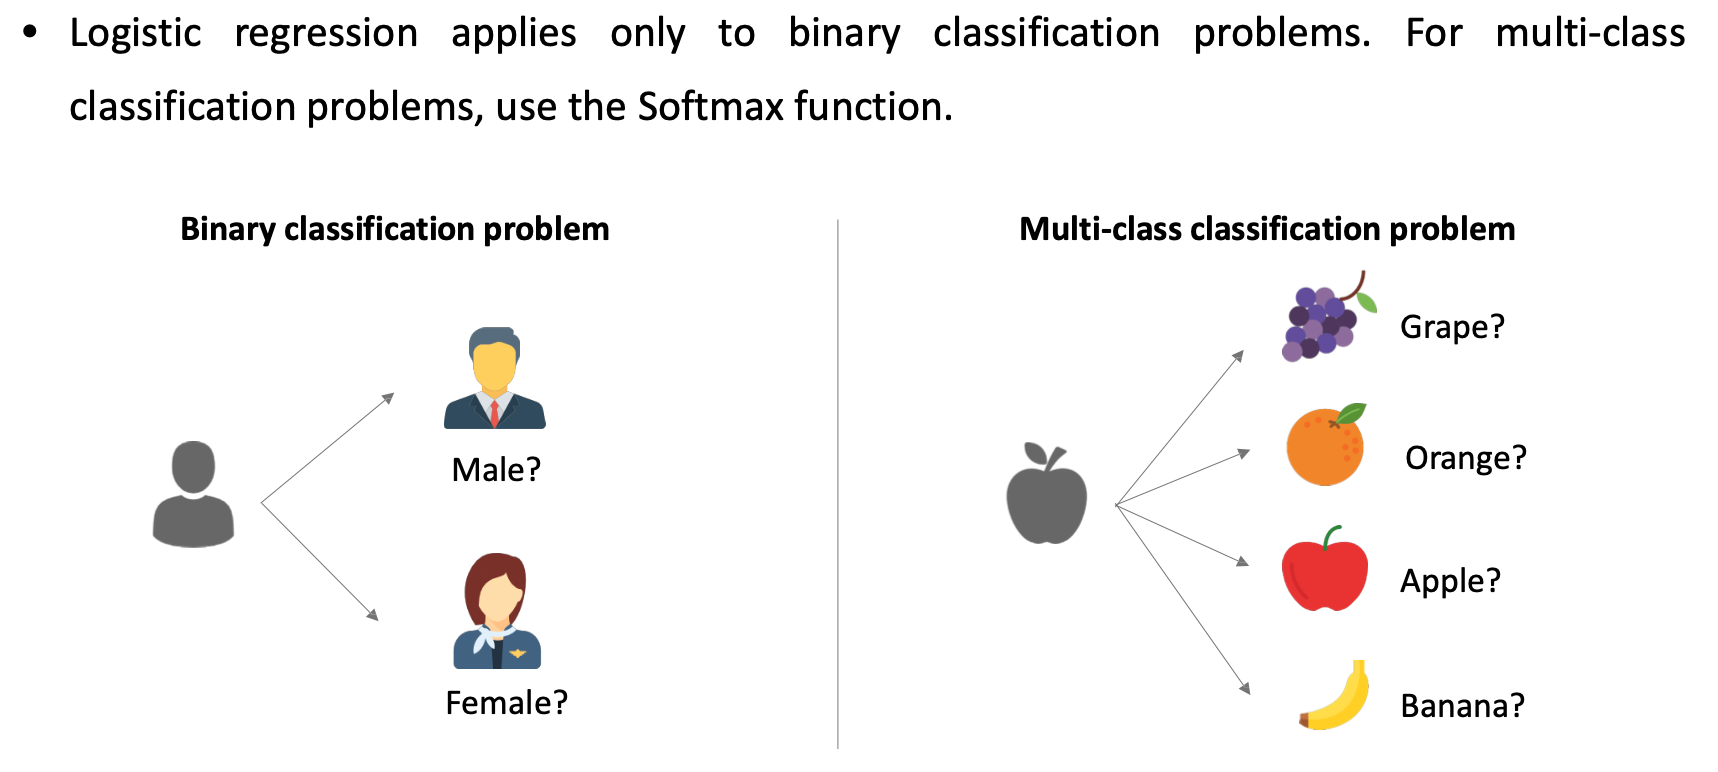 • Logistic regression applies only to binary classification problems. For multi-class
classification problems, use the Softmax function.
Binary classification problem
Male?
Female?
Multi-class classification problem
Grape?
Orange?
Apple?
Banana?